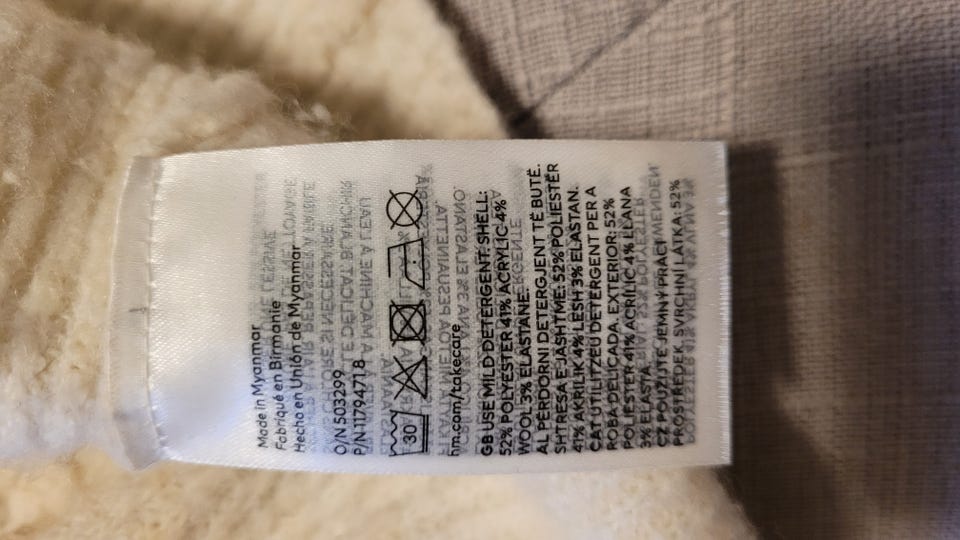 Made in Myanmar
Fabriqué en Birmanie
Hecho en Unión de Myanmar
O/N 503299
P/N 11794718
30
hm.com/takecare
GB USE MILD DETERGENT. SHELL:
52% POLYESTER 41% ACRYLIC 4%
WOOL 3% ELASTANE.
AL PËRDORNI DETERGJENT TË BUTË.
SHTRESA E JASHTME: 52% POLIESTËR
41% AKRILIK 4% LESH 3% ELASTAN.
CAT UTILITZEU DETERGENT PER A
ROBA DELICADA. EXTERIOR: 52%
POLIÈSTER 41% ACRÍLIC 4% LLANA
3% ELASTÀ.
CZ POUŽIJTE JEMNÝ PRACÍ
PROSTŘEDEK. SVRCHNÍ LÁTKA: 52%